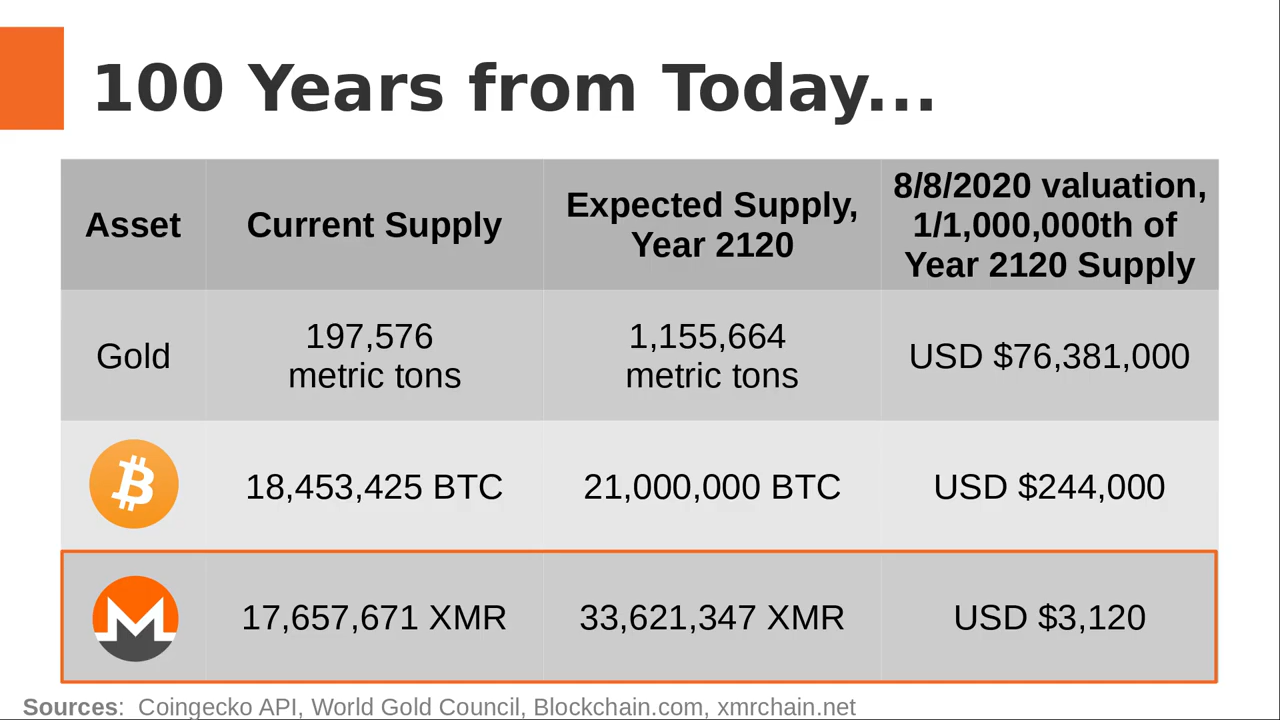 100 Years from Today...
Asset
Current Supply
Expected Supply,
Year 2120
8/8/2020 valuation,
1/1,000,000th of
Year 2120 Supply
Gold
197,576
metric tons
1,155,664
metric tons
USD $76,381,000
18,453,425 BTC
21,000,000 BTC
USD $244,000
17,657,671 XMR
33,621,347 XMR
USD $3,120
Sources: Coingecko API, World Gold Council, Blockchain.com, xmrchain.net